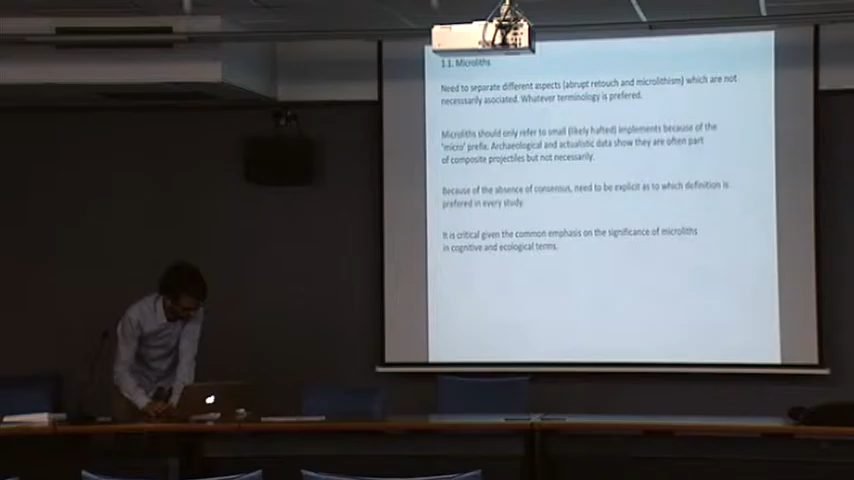 1.1. Microliths
Need to separate different aspects (abrupt retouch and microlithism) which are not
necessarily asociated. Whatever terminology is prefered.
Microliths should only refer to small (likely hafted) implements because of the
'micro' prefix. Archaeological and actualistic data show they are often part
of composite projectiles but not necessarily.
Because of the absence of consensus, need to be explicit as to which definition is
prefered in every study.
It is critical given the common emphasis on the significance of microliths
in cognitive and ecological terms.